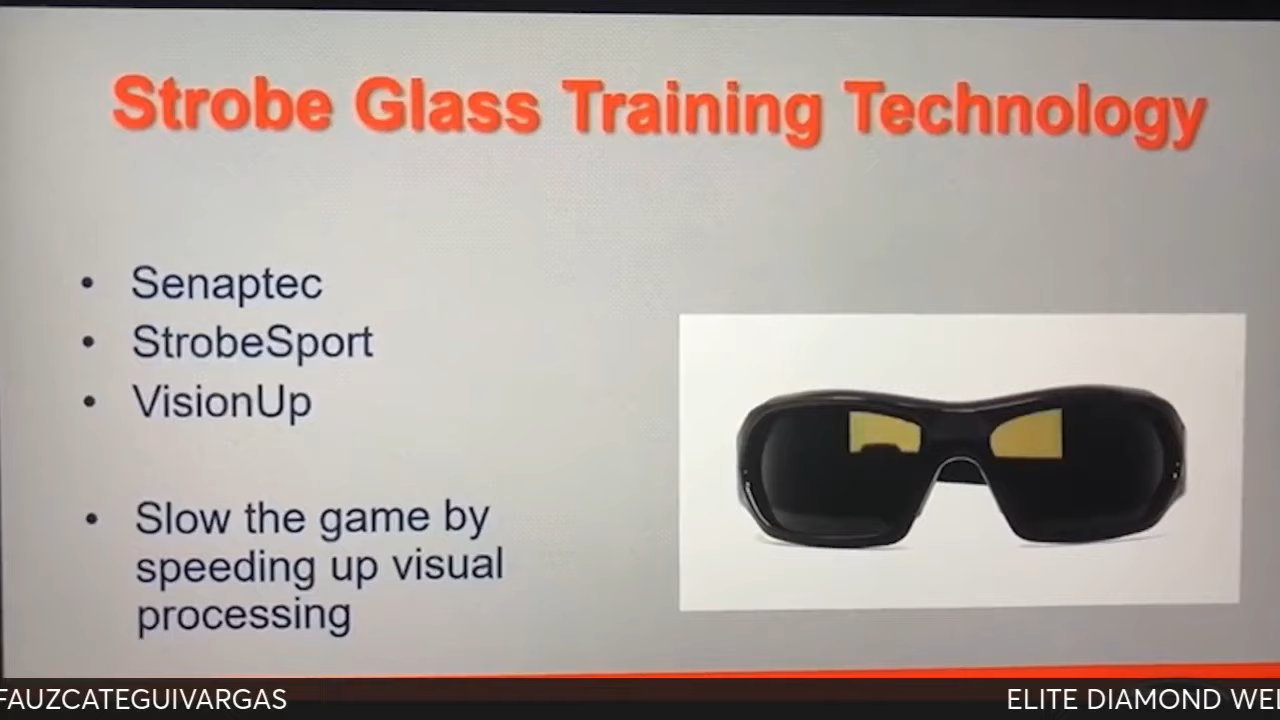 Strobe Glass Training Technology
• Senaptec
• StrobeSport
• VisionUp
• Slow the game by
speeding up visual
processing
FAUZCATEGUIVARGAS
ELITE DIAMOND WE